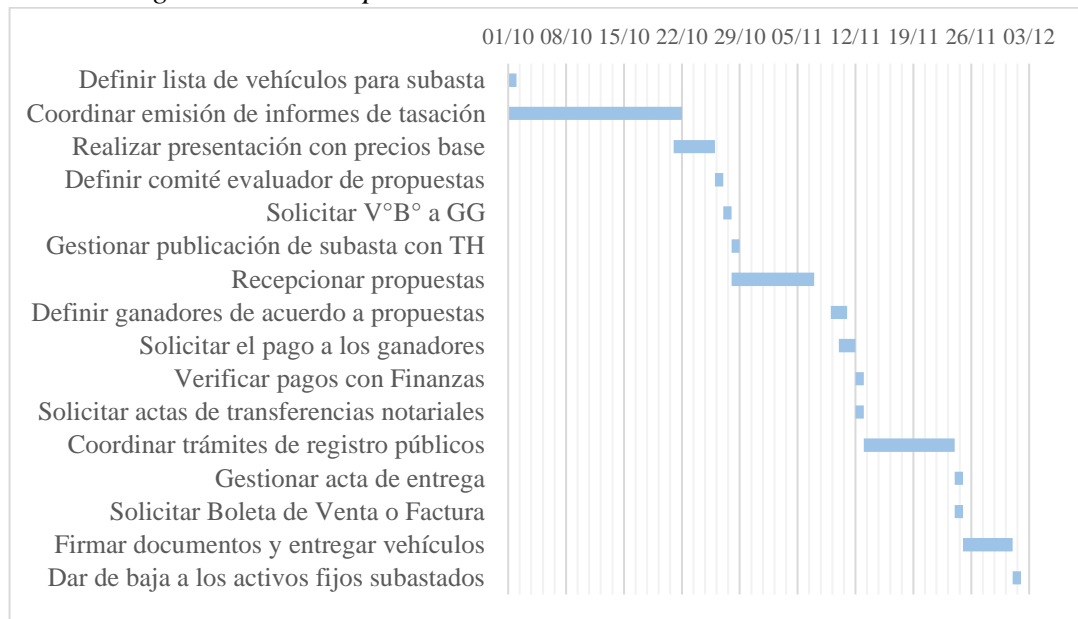 01/10 08/10 15/10 22/10 29/10 05/11 12/11 19/11 26/11 03/12
Definir lista de vehículos para subasta
Coordinar emisión de informes de tasación
Realizar presentación con precios base
Definir comité evaluador de propuestas
Solicitar V°B° a GG
Gestionar publicación de subasta con TH
Recepcionar propuestas
Definir ganadores de acuerdo a propuestas
Solicitar el pago a los ganadores
Verificar pagos con Finanzas
Solicitar actas de transferencias notariales
Coordinar trámites de registro públicos
Gestionar acta de entrega
Solicitar Boleta de Venta o Factura
Firmar documentos y entregar vehículos
Dar de baja a los activos fijos subastados